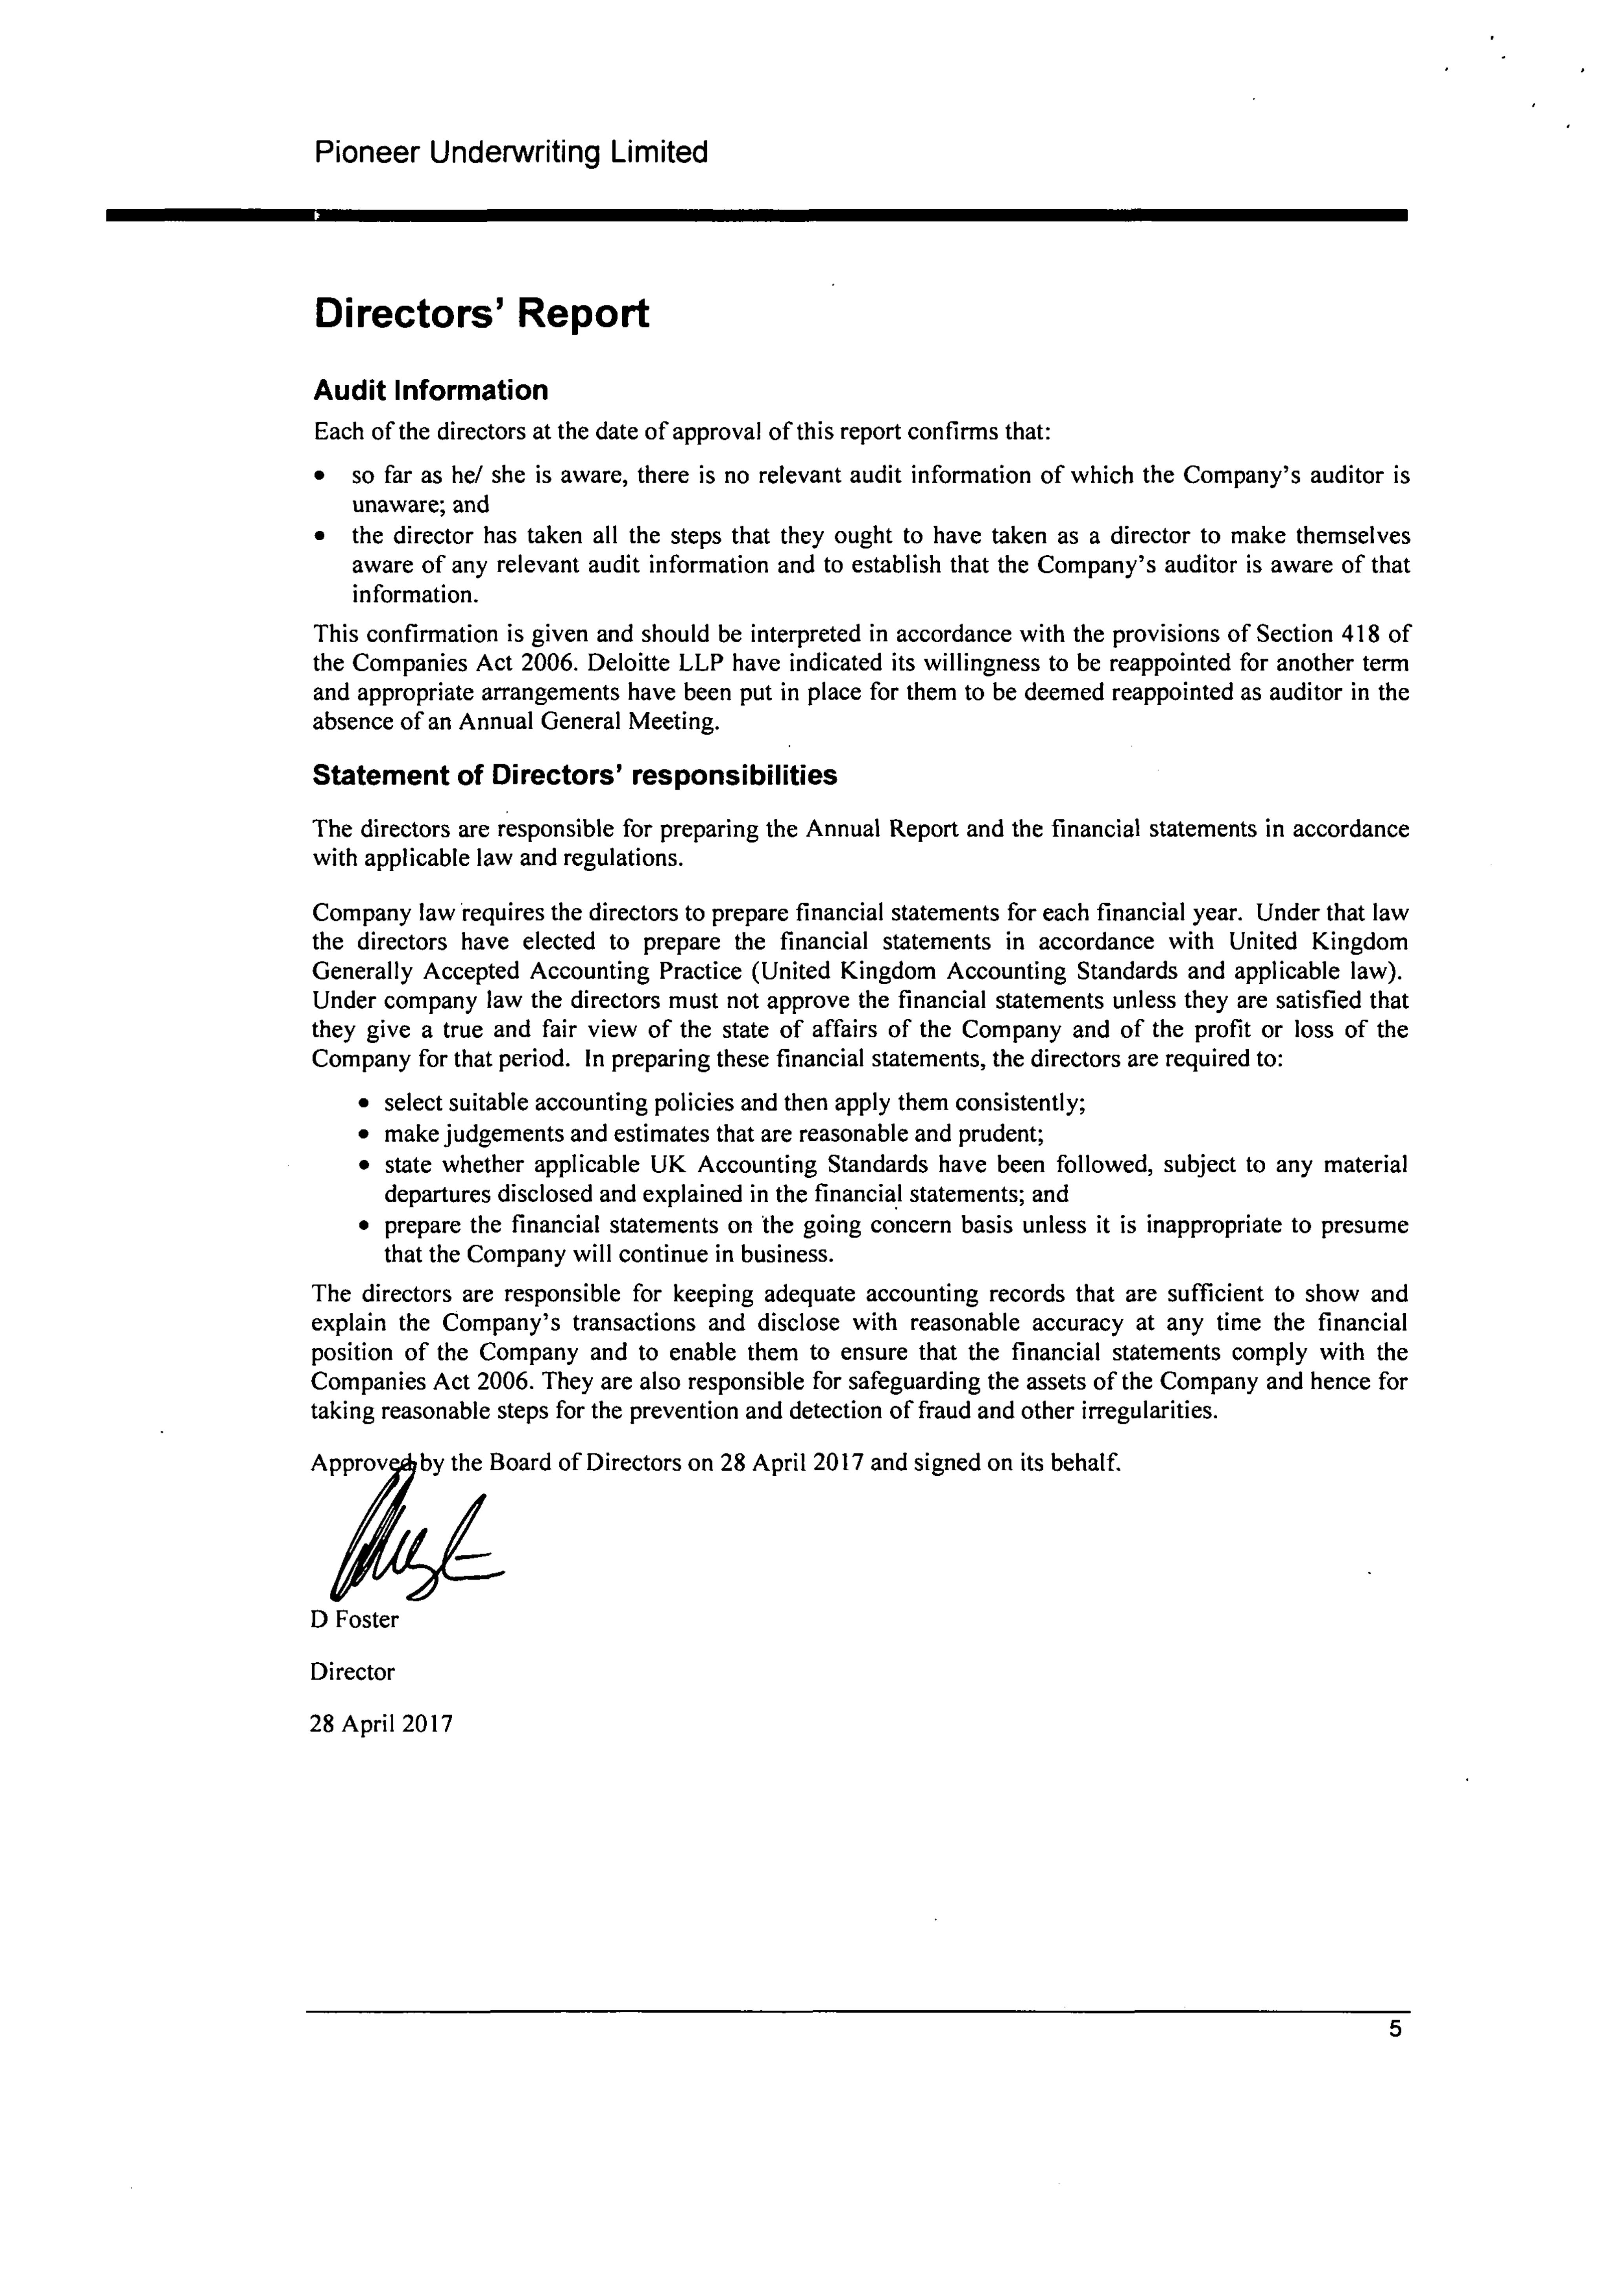 Pioneer Underwriting Limited
Directors' Report
Audit Information
Each of the directors at the date of approval of this report confirms that:
• so far as he/ she is aware, there is no relevant audit information of which the Company's auditor is
unaware; and
• the director has taken all the steps that they ought to have taken as a director to make themselves
aware of any relevant audit information and to establish that the Company's auditor is aware of that
information.
This confirmation is given and should be interpreted in accordance with the provisions of Section 418 of
the Companies Act 2006. Deloitte LLP have indicated its willingness to be reappointed for another term
and appropriate arrangements have been put in place for them to be deemed reappointed as auditor in the
absence of an Annual General Meeting.
Statement of Directors' responsibilities
The directors are responsible for preparing the Annual Report and the financial statements in accordance
with applicable law and regulations.
Company law requires the directors to prepare financial statements for each financial year. Under that law
the directors have elected to prepare the financial statements in accordance with United Kingdom
Generally Accepted Accounting Practice (United Kingdom Accounting Standards and applicable law).
Under company law the directors must not approve the financial statements unless they are satisfied that
they give a true and fair view of the state of affairs of the Company and of the profit or loss of the
Company for that period. In preparing these financial statements, the directors are required to:
• select suitable accounting policies and then apply them consistently;
• make judgements and estimates that are reasonable and prudent;
• state whether applicable UK Accounting Standards have been followed, subject to any material
departures disclosed and explained in the financial statements; and
• prepare the financial statements on the going concern basis unless it is inappropriate to presume
that the Company will continue in business.
The directors are responsible for keeping adequate accounting records that are sufficient to show and
explain the Company's transactions and disclose with reasonable accuracy at any time the financial
position of the Company and to enable them to ensure that the financial statements comply with the
Companies Act 2006. They are also responsible for safeguarding the assets of the Company and hence for
taking reasonable steps for the prevention and detection of fraud and other irregularities.
Approved by the Board of Directors on 28 April 2017 and signed on its behalf.
D Foster
Director
28 April 2017
5